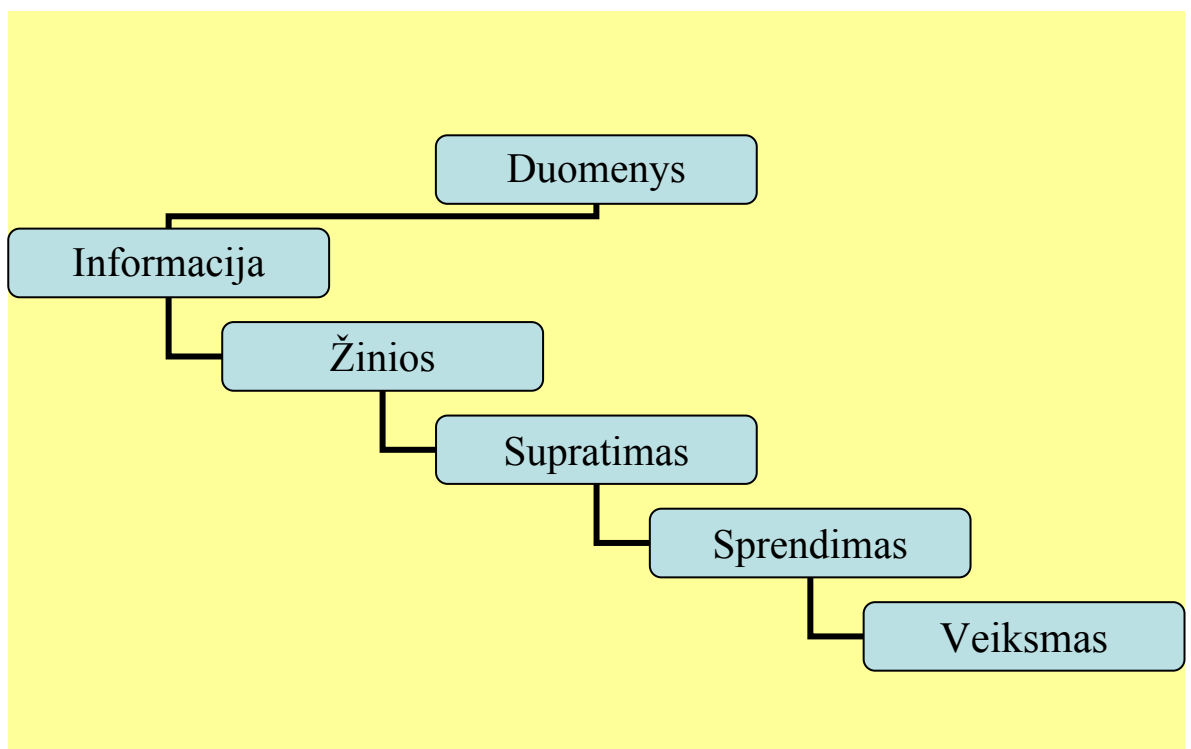 Duomenys
Informacija
Žinios
Supratimas
Sprendimas
Veiksmas